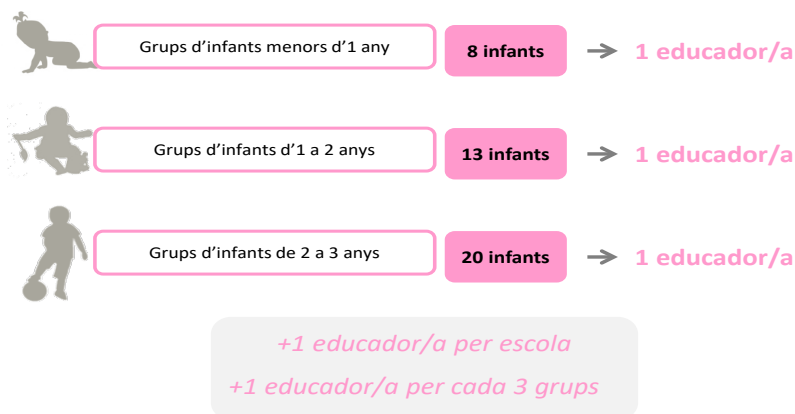 Grups d’infants menors d’1 any 8 infants 1 educador/a
Grups d’infants d’1 a 2 anys 13 infants 1 educador/a
Grups d’infants de 2 a 3 anys 20 infants 1 educador/a
+1 educador/a per escola
+1 educador/a per cada 3 grups